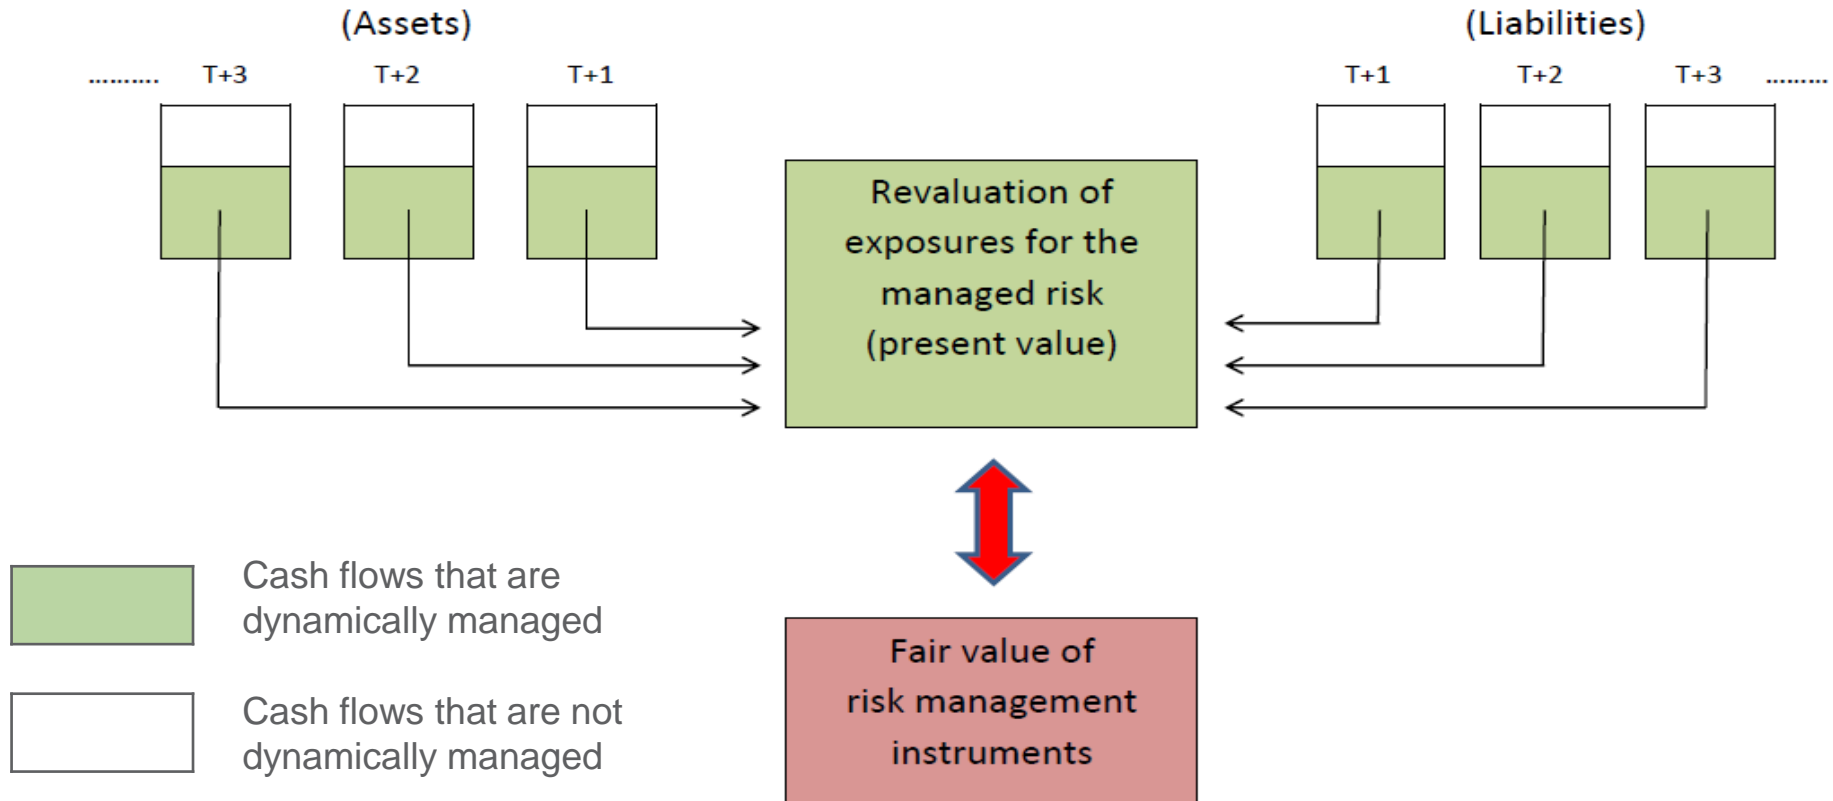 (Assets)
(Liabilities)
.......... T+3 T+2 T+1
T+1 T+2 T+3 .........
Revaluation of
exposures for the
managed risk
(present value)
Cash flows that are
dynamically managed
Cash flows that are not
dynamically managed
Fair value of
risk management
instruments